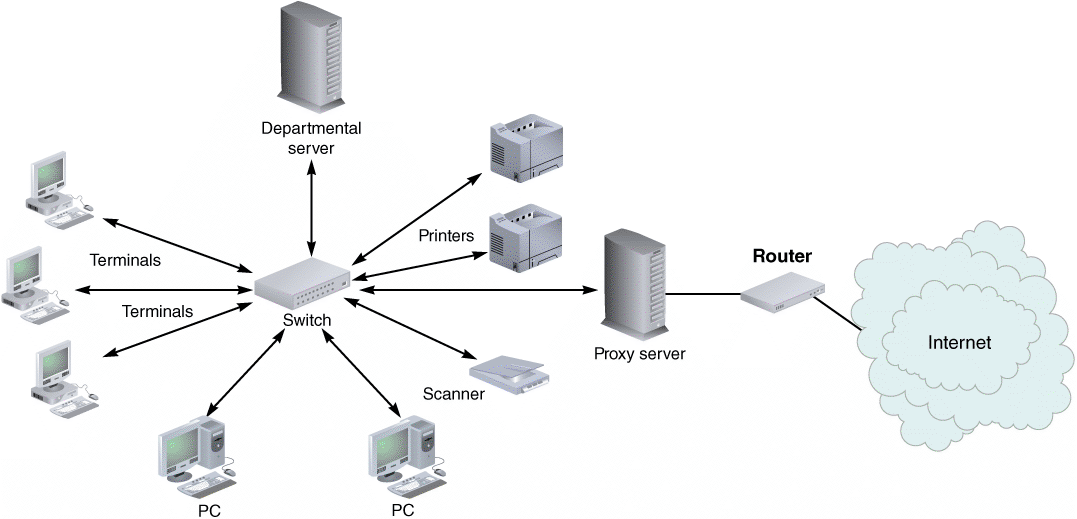 Departmental
server
Printers
Terminals
Terminals
Switch
Router
Proxy server
Internet
Scanner
PC
PC